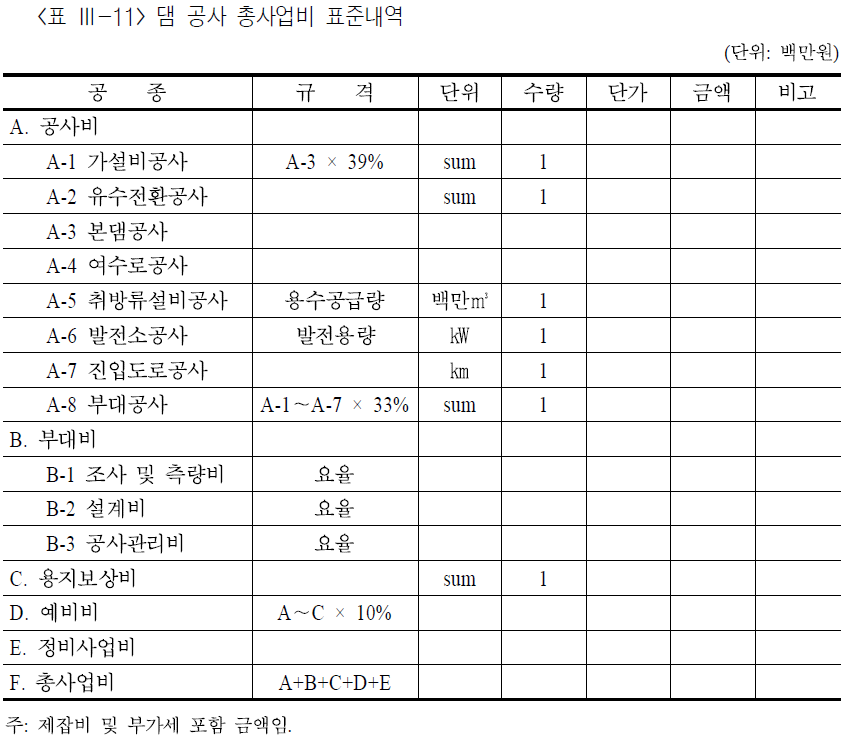 <표 Ⅲ-11> 댐 공사 총사업비 표준내역
(단위: 백만원)
공 종 규 격 단위 수량 단가 금액 비고
A. 공사비
A-1 가설비공사 A-3 × 39% sum 1
A-2 유수전환공사 sum 1
A-3 본댐공사
A-4 여수로공사
A-5 취방류설비공사 용수공급량 백만㎥ 1
A-6 발전소공사 발전용량 ㎾ 1
A-7 진입도로공사 ㎞ 1
A-8 부대공사 A-1～A-7 × 33% sum 1
B. 부대비
B-1 조사 및 측량비 요율
B-2 설계비 요율
B-3 공사관리비 요율
C. 용지보상비 sum 1
D. 예비비 A～C × 10%
E. 정비사업비
F. 총사업비 A+B+C+D+E
주: 제잡비 및 부가세 포함 금액임.